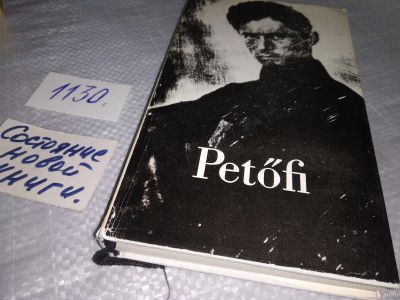 1130.
Состояние
новой
книги.
Petőfi